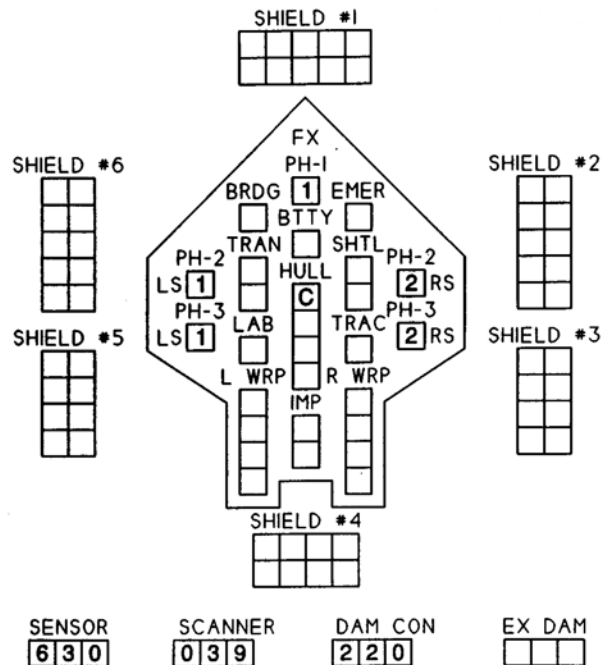 SHIELD #1
FX
SHIELD #6
PH-1
SHIELD #2
1
BRDG
EMER
BTTY
TRAN
SHTL
PH-2
HULL
PH-2
LS 1
C
2 RS
PH-3
PH-3
LS 1
LAB
TRAC
2 RS
SHIELD #5
SHIELD #3
L WRP
R WRP
IMP
SHIELD #4
SENSOR
SCANNER
DAM CON
EX DAM
6 3 0
0 3 9
2 2 0